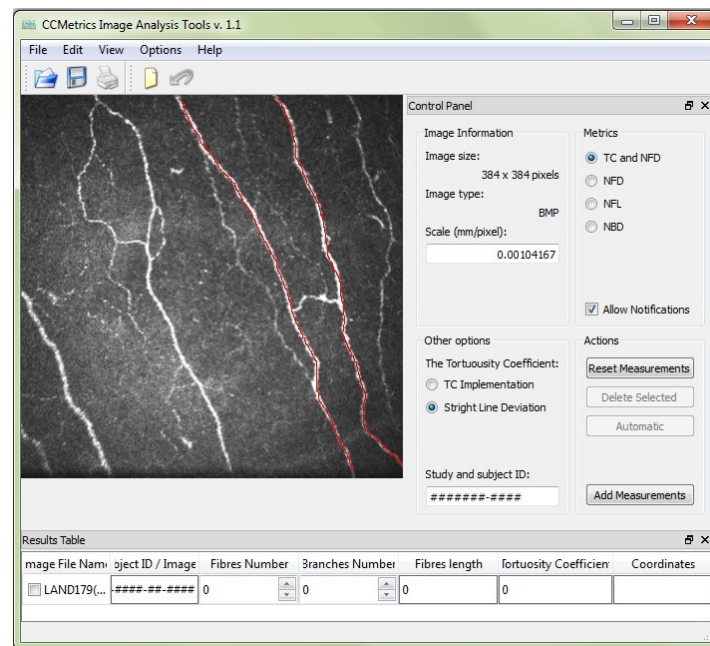 CCMetrics Image Analysis Tools v. 1.1
File Edit View Options Help
Control Panel
Image Information
Image size:
384 x 384 pixels
Image type:
BMP
Scale (mm/pixel):
0.00104167
Metrics
TC and NFD
NFD
NFL
NBD
Allow Notifications
Other options
The Tortuousity Coefficient:
TC Implementation
Stright Line Deviation
Study and subject ID:
#######-####
Actions
Reset Measurements
Delete Selected
Automatic
Add Measurements
Results Table
mage File Nam bject ID / Image Fibres Number Branches Number Fibres length Tortuosity Coefficien Coordinates
LAND179(... -####-##-#### 0 0 0 0